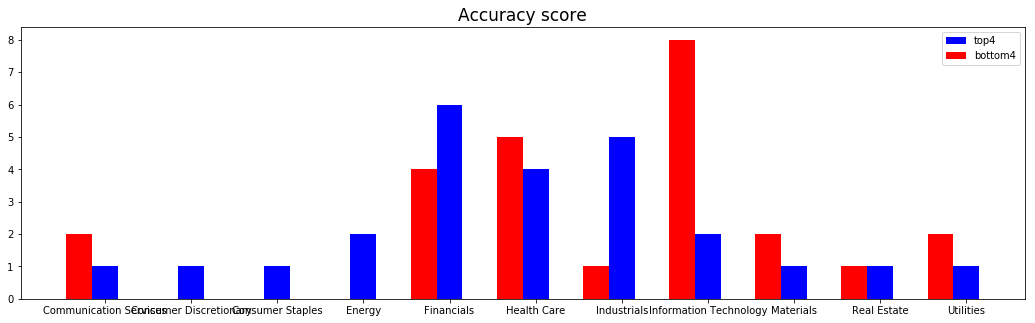 Accuracy score
top4
bottom4
8
7
6
5
4
3
2
1
0
Communication Services Consumer Discretionary Consumer Staples Energy Financials Health Care Industrials Information Technology Materials Real Estate Utilities